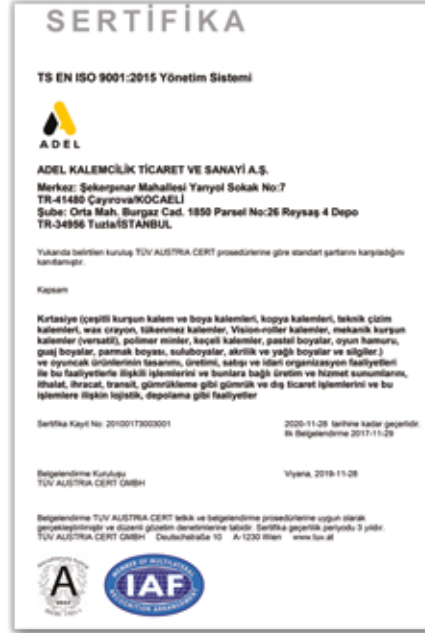 SERTİFİKA
TS EN ISO 9001:2015 Yönetim Sistemi
ADEL
ADEL KALEMCİLİK TİCARET VE SANAYİ A.Ş.
Merkez: Şekerpınar Mahallesi Yanyol Sokak No:7
TR-41480 Çayırova/KOCAELİ
Şube: Orta Mah. Burgaz Cad. 1850 Parsel No:26 Reysaş 4 Depo
TR-34956 Tuzla/İSTANBUL
Yukarıda belirtilen kuruluş TÜV AUSTRIA CERT prosedürlerine göre standart şartlarını karşıladığını
kanıtlamıştır.
Kapsam
Kırtasiye (çeşitli kurşun kalem ve boya kalemleri, kopya kalemleri, teknik çizim
kalemleri, wax crayon, tükenmez kalemler, Vision-roller kalemler, mekanik kurşun
kalemler (versatil), polimer minler, keçeli kalemler, pastel boyalar, oyun hamuru,
guaj boyalar, parmak boyası, suluboyalar, akrilik ve yağlı boyalar ve silgiler.)
ve oyuncak ürünlerinin tasarımı, üretimi, satışı ve idari organizasyon faaliyetleri
ile bu faaliyetlerle ilişkili işlemlerini ve bunlara bağlı üretim ve hizmet sunumlarını,
ithalat, ihracat, transit, gümrükleme gibi gümrük ve dış ticaret işlemlerini ve bu
işlemlere ilişkin lojistik, depolama gibi faaliyetler
Sertifika Kayıt No: 20100173003001
2020-11-28 tarihine kadar geçerlidir.
İlk Belgelendirme 2017-11-29
Belgelendirme Kuruluşu
TÜV AUSTRIA CERT GMBH
Viyana, 2019-11-28
Belgelendirme TÜV AUSTRIA CERT tetkik ve belgelendirme prosedürlerine uygun olarak
gerçekleştirilmiştir ve düzenli gözetim denetimlerine tabidir. Sertifika geçerlilik periyodu 3 yıldır.
TÜV AUSTRIA CERT GMBH Deutschstraße 10 A-1230 Wien www.tuv.at
A
MEMBER OF MULTILATERAL
IAF
RECOGNITION ARRANGEMENT